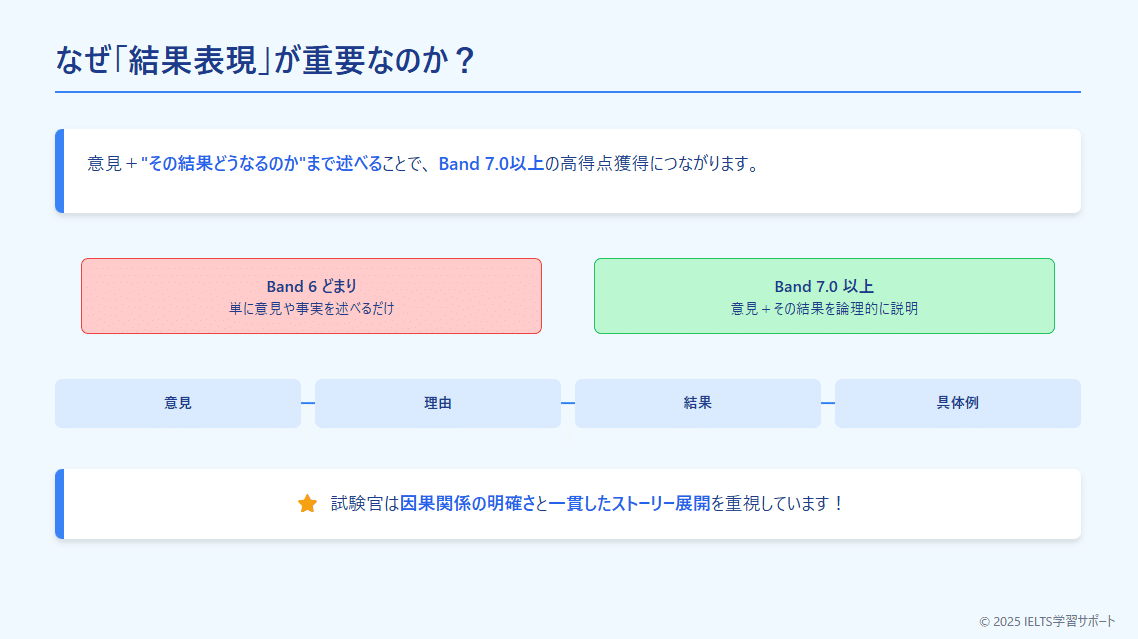 なぜ「結果表現」が重要なのか？
意見＋"その結果どうなるのか"まで述べることで、Band 7.0以上の高得点獲得につながります。
Band 6 どまり
単に意見や事実を述べるだけ
Band 7.0 以上
意見＋その結果を論理的に説明
意見
理由
結果
具体例
試験官は因果関係の明確さと一貫したストーリー展開を重視しています！
© 2025 IELTS学習サポート